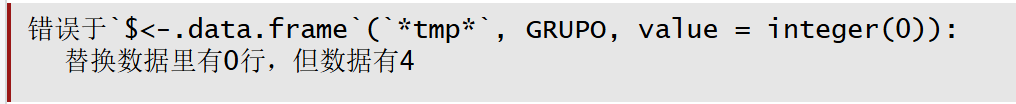 错误于`$<-.data.frame`(`*tmp*`, GRUPO, value = integer(0)):
替换数据里有0行，但数据有4